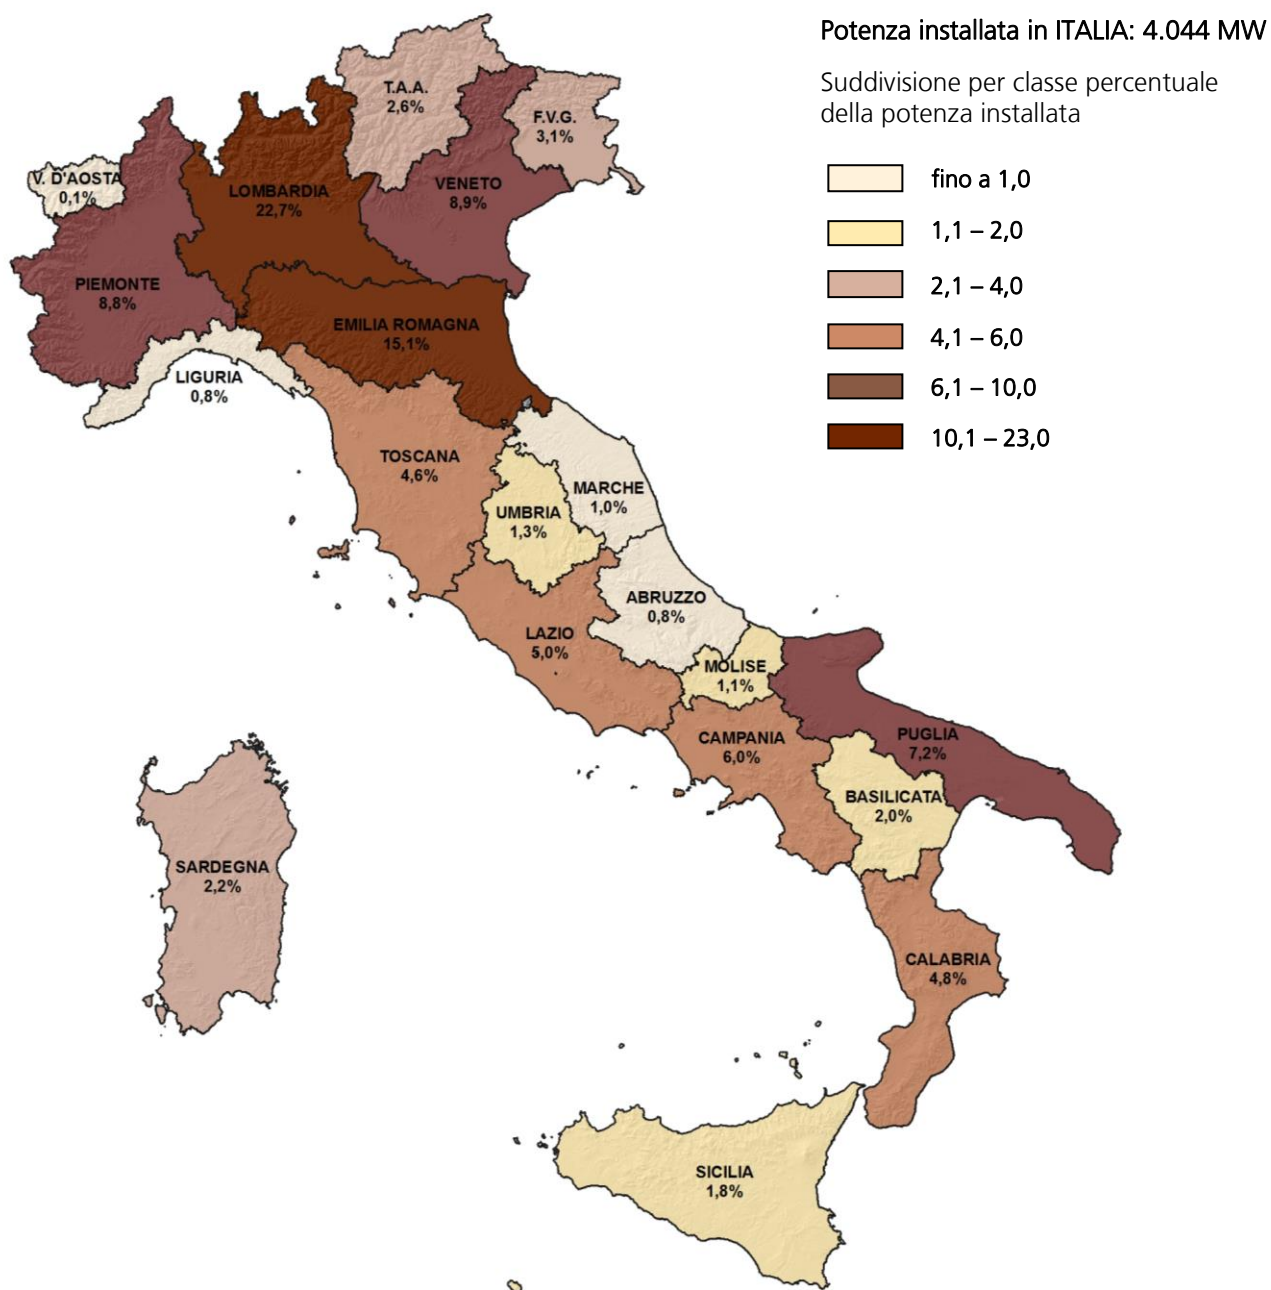 Potenza installata in ITALIA: 4.044 MW
Suddivisione per classe percentuale
della potenza installata
fino a 1,0
1,1 – 2,0
2,1 – 4,0
4,1 – 6,0
6,1 – 10,0
10,1 – 23,0
T.A.A.
2,6%
F.V.G.
3,1%
V. D'AOSTA
0,1%
LOMBARDIA
22,7%
VENETO
8,9%
PIEMONTE
8,8%
EMILIA ROMAGNA
15,1%
LIGURIA
0,8%
TOSCANA
4,6%
MARCHE
1,0%
UMBRIA
1,3%
ABRUZZO
0,8%
LAZIO
5,0%
MOLISE
1,1%
CAMPANIA
6,0%
PUGLIA
7,2%
BASILICATA
2,0%
SARDEGNA
2,2%
CALABRIA
4,8%
SICILIA
1,8%